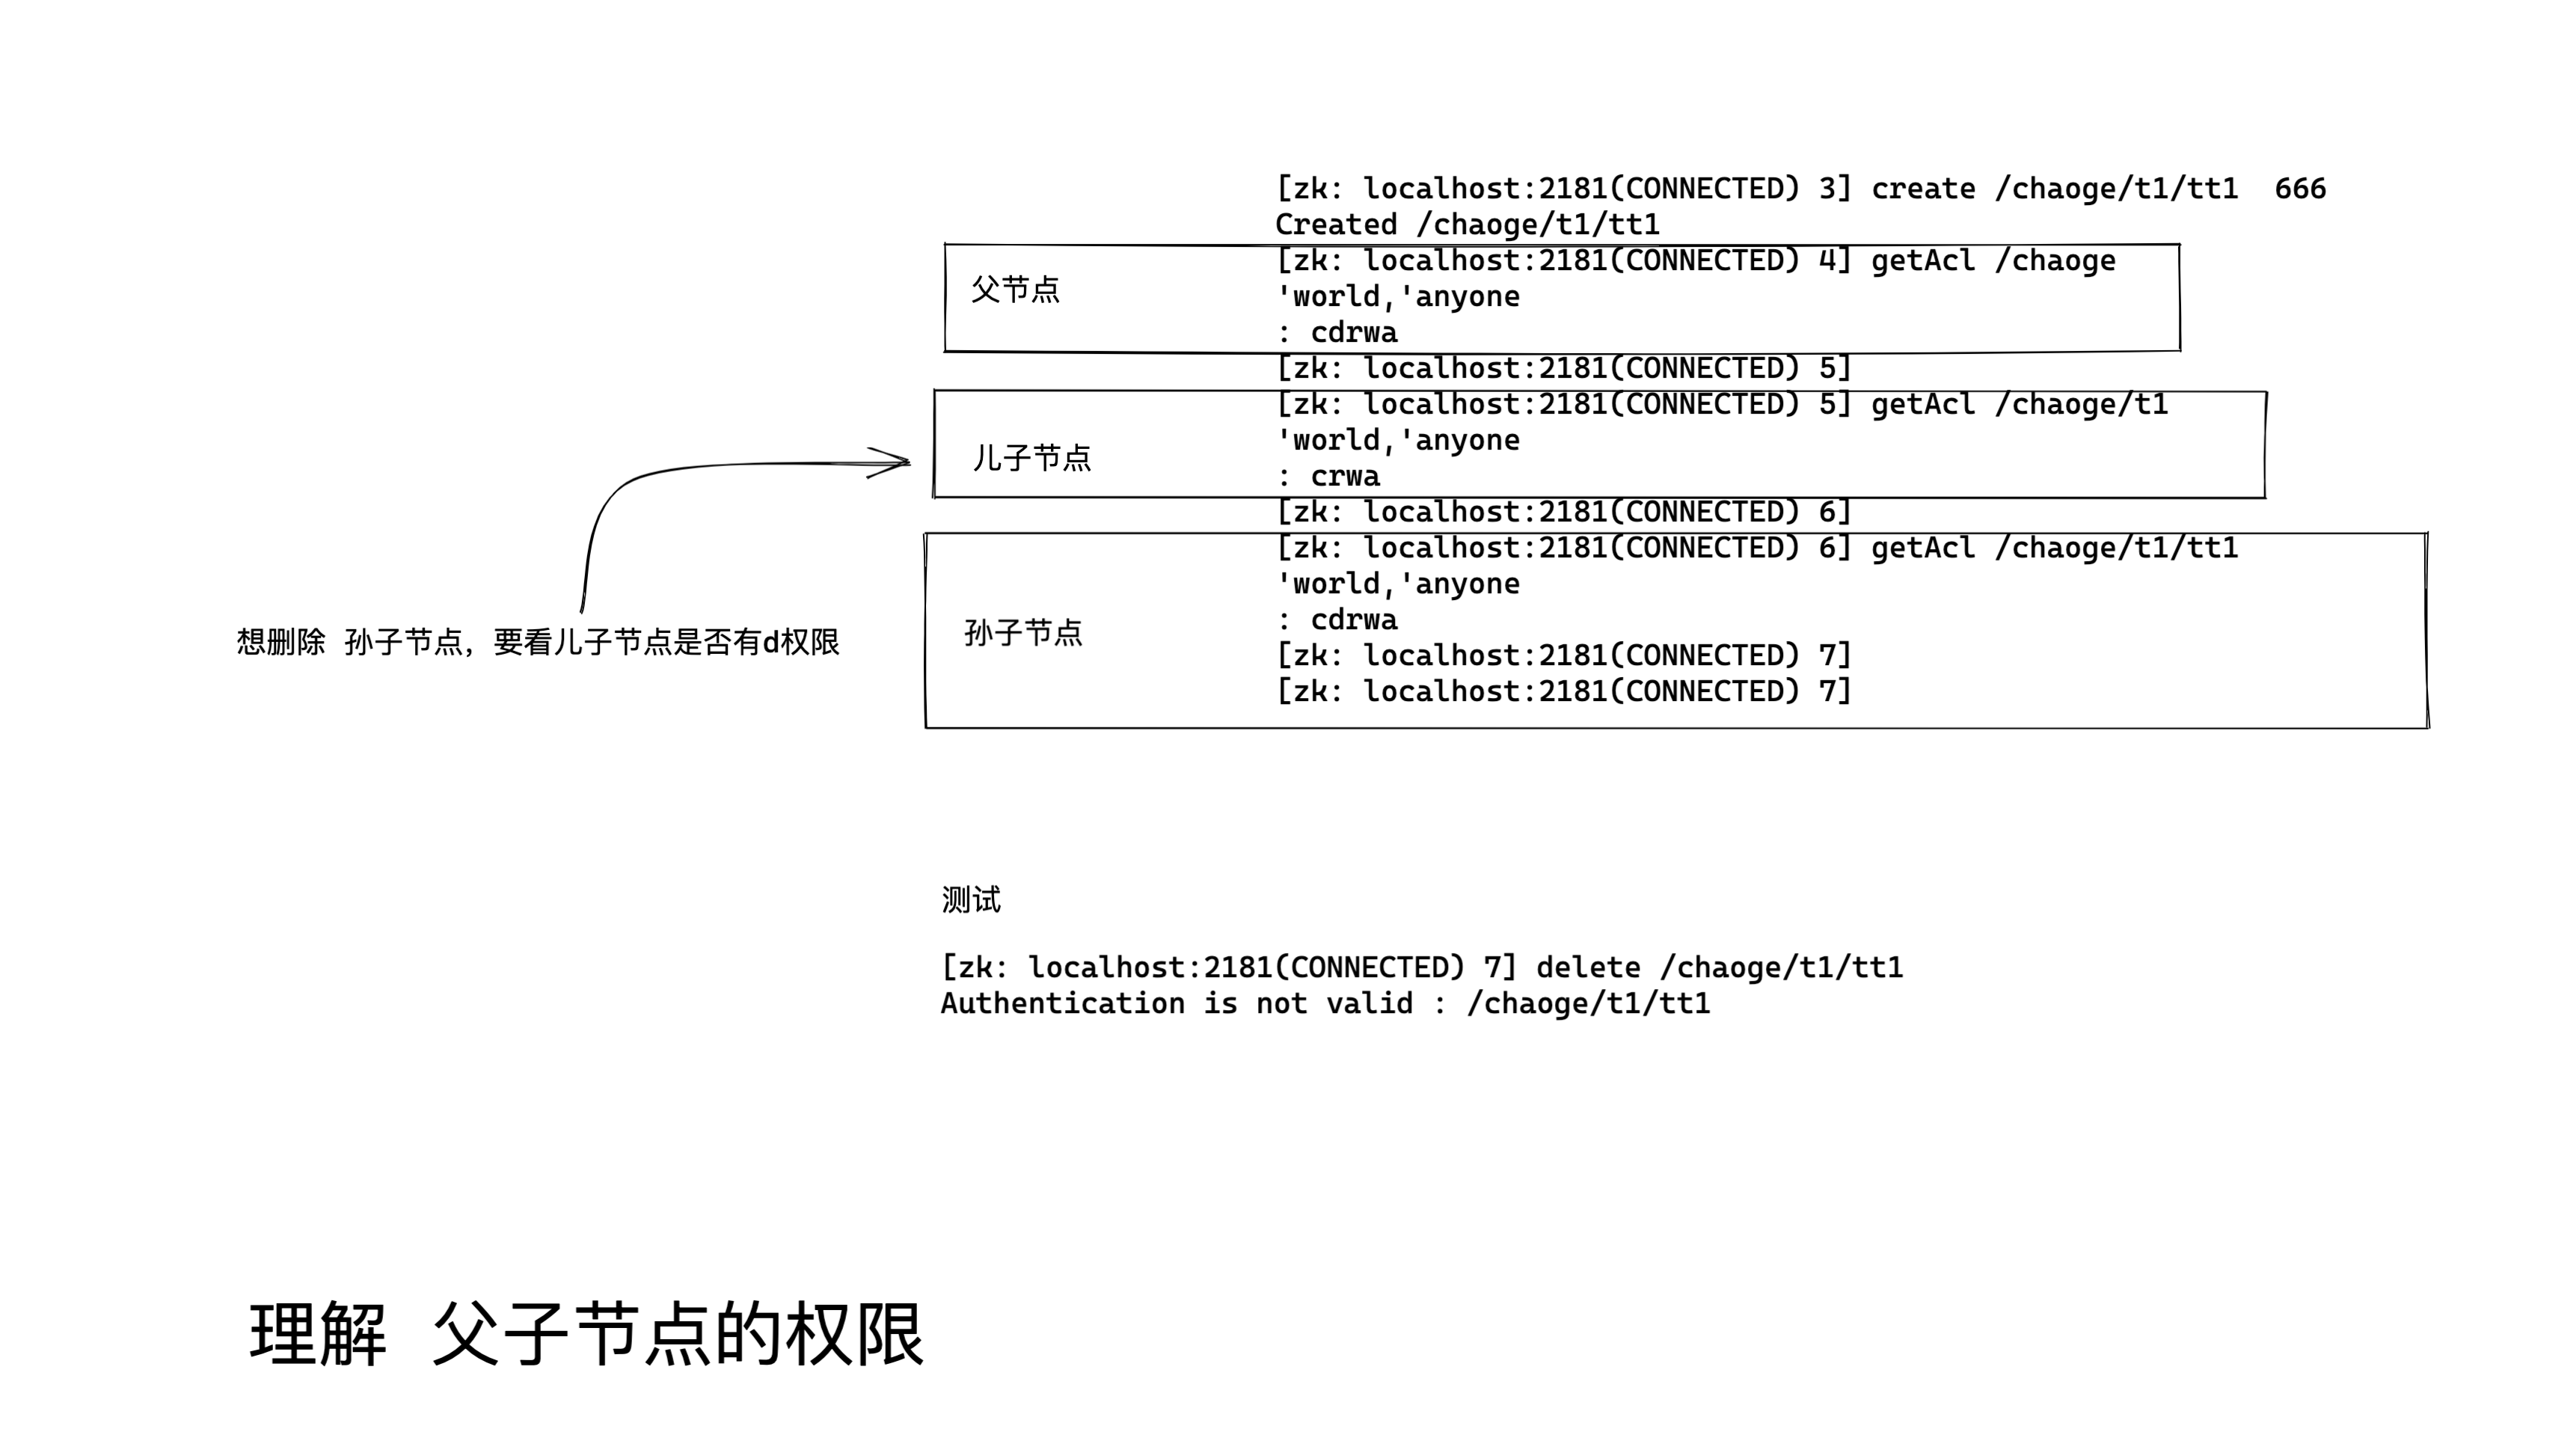 [zk: localhost:2181(CONNECTED) 3] create /chaoge/t1/tt1  666
Created /chaoge/t1/tt1
父节点
[zk: localhost:2181(CONNECTED) 4] getAcl /chaoge
'world,'anyone
: cdrwa
[zk: localhost:2181(CONNECTED) 5]
儿子节点
[zk: localhost:2181(CONNECTED) 5] getAcl /chaoge/t1
'world,'anyone
: crwa
[zk: localhost:2181(CONNECTED) 6]
孙子节点
[zk: localhost:2181(CONNECTED) 6] getAcl /chaoge/t1/tt1
'world,'anyone
: cdrwa
[zk: localhost:2181(CONNECTED) 7]
[zk: localhost:2181(CONNECTED) 7]
想删除 孙子节点，要看儿子节点是否有d权限
测试
[zk: localhost:2181(CONNECTED) 7] delete /chaoge/t1/tt1
Authentication is not valid : /chaoge/t1/tt1
理解 父子节点的权限